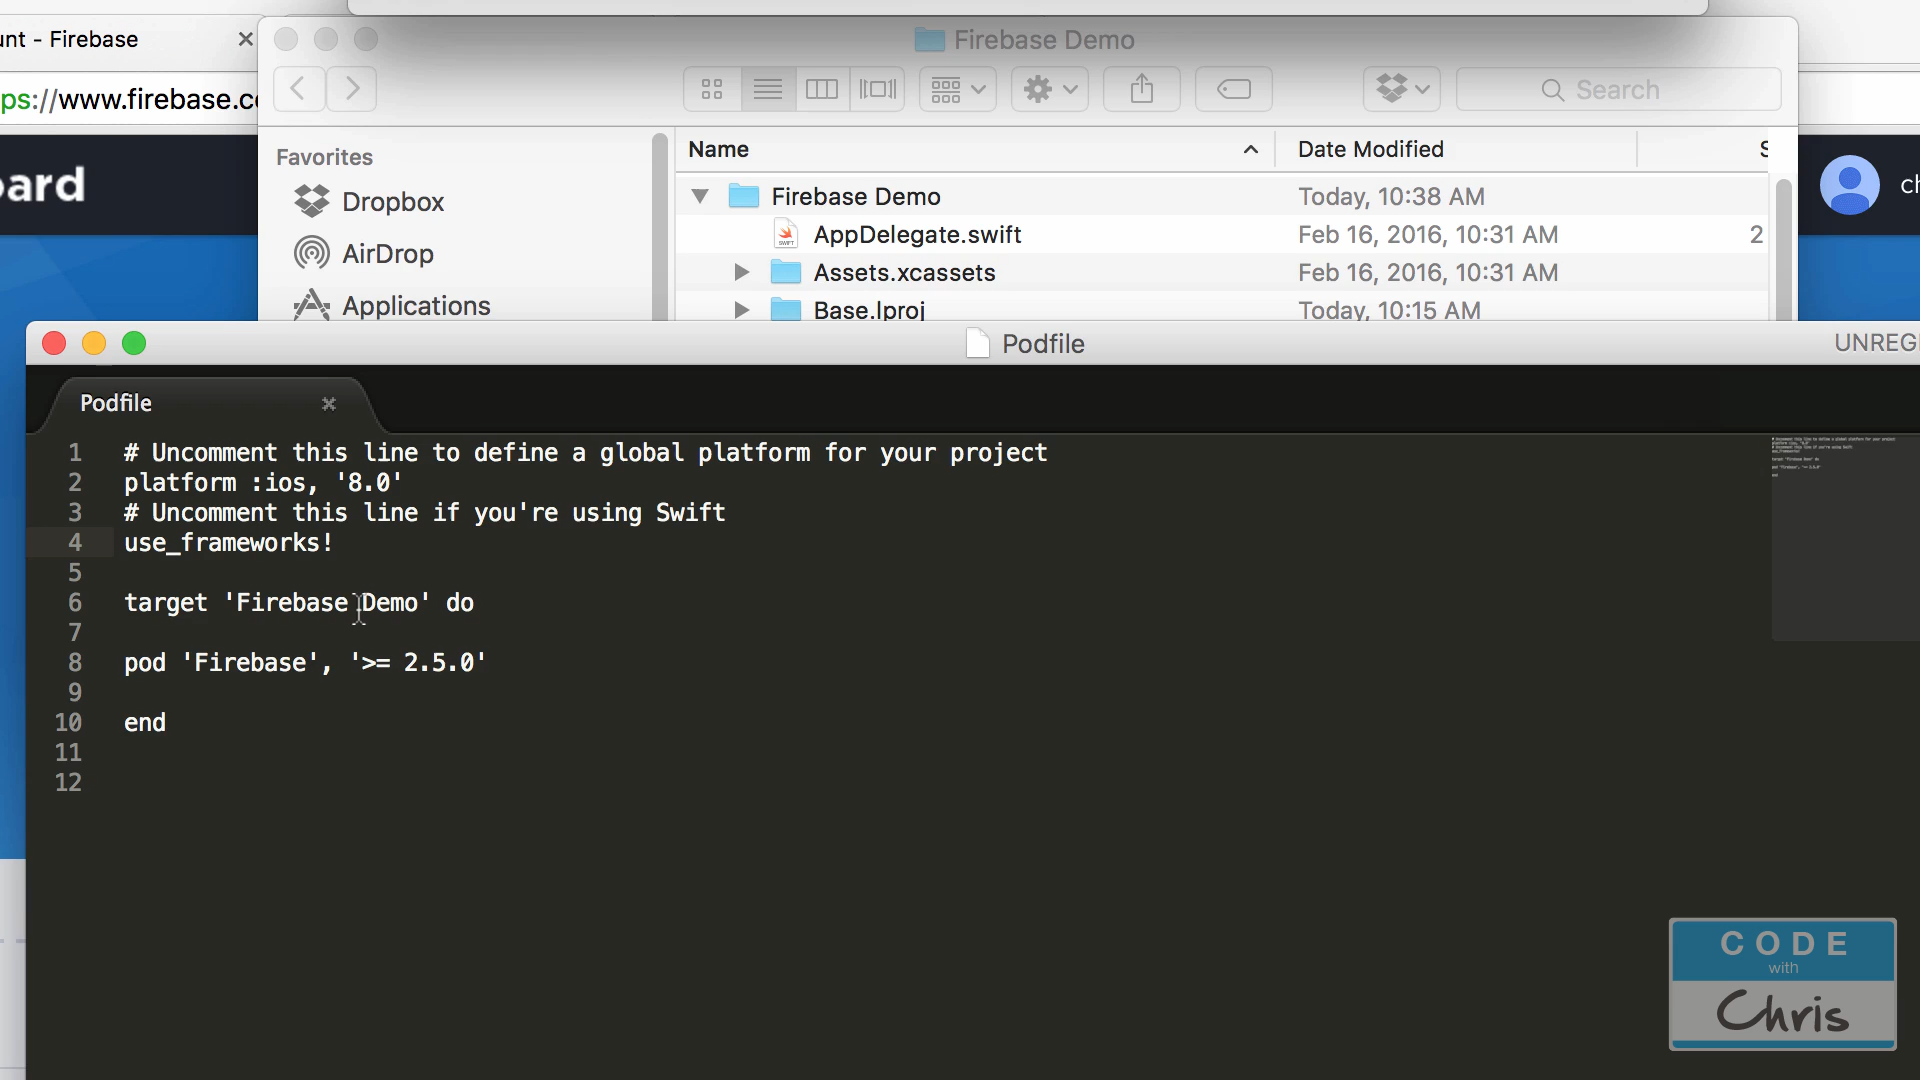 unt - Firebase
Firebase Demo
ps://www.firebase.c
Search
oard
Favorites
Dropbox
AirDrop
Applications
Name
Date Modified
S
Firebase Demo
Today, 10:38 AM
AppDelegate.swift
Feb 16, 2016, 10:31 AM
2
Assets.xcassets
Feb 16, 2016, 10:31 AM
Base.lproj
Today, 10:15 AM
ch
Podfile
UNREG
Podfile
1 # Uncomment this line to define a global platform for your project
2 platform :ios, '8.0'
3 # Uncomment this line if you're using Swift
4 use_frameworks!
5
6 target 'Firebase Demo' do
7
8 pod 'Firebase', '>= 2.5.0'
9
10 end
11
12
CODE
with
Chris